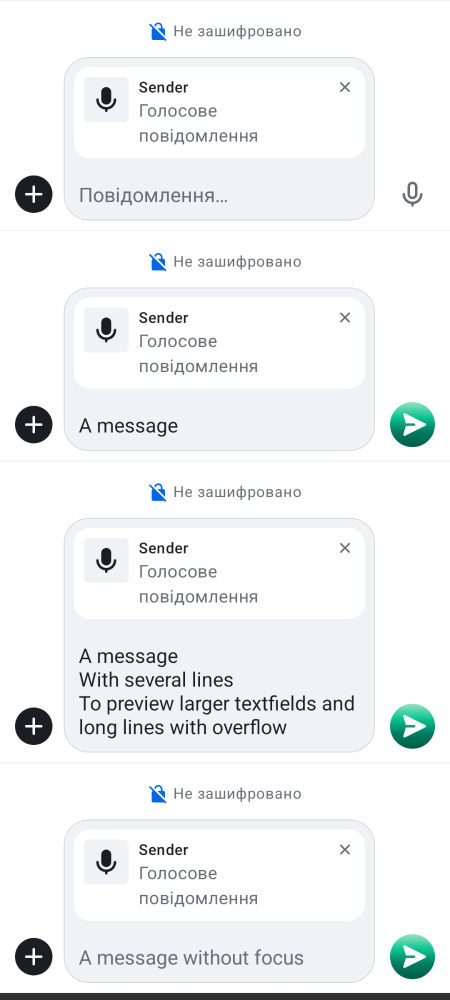 Не зашифровано
Sender
Голосове
повідомлення
Повідомлення…
Не зашифровано
Sender
Голосове
повідомлення
A message
Не зашифровано
Sender
Голосове
повідомлення
A message
With several lines
To preview larger textfields and
long lines with overflow
Не зашифровано
Sender
Голосове
повідомлення
A message without focus